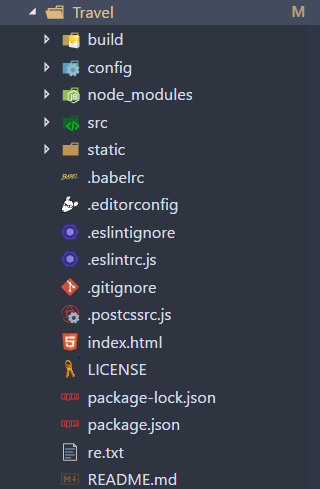 Travel M
build
config
node_modules
src
static
.babelrc
.editorconfig
.eslintignore
.eslintrc.js
.gitignore
.postcssrc.js
index.html
LICENSE
package-lock.json
package.json
re.txt
README.md